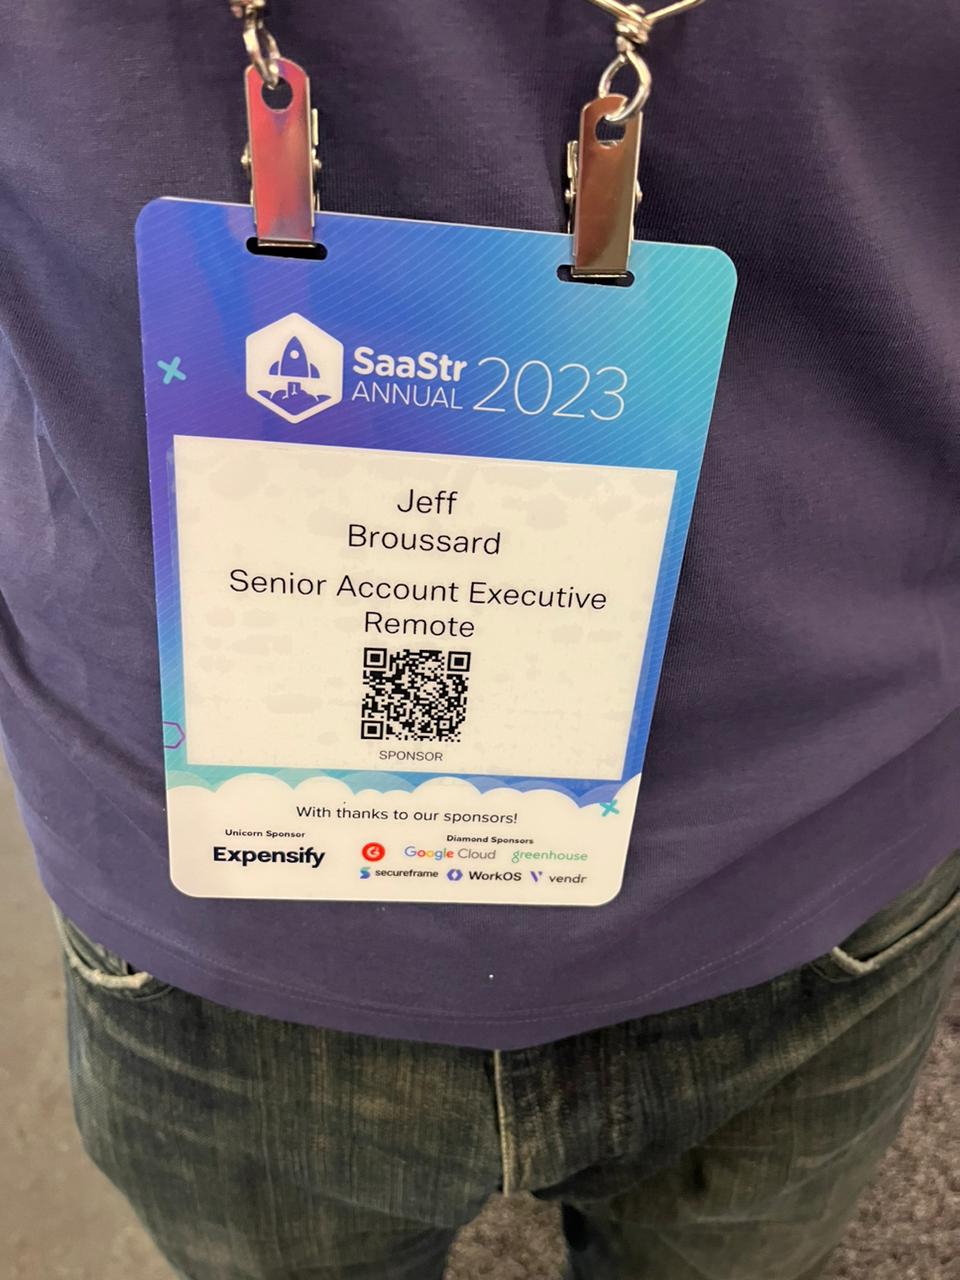 SaaStr
ANNUAL 2023
Jeff
Broussard
Senior Account Executive
Remote
SPONSOR
With thanks to our sponsors!
Unicorn Sponsor
Diamond Sponsors
Expensify
G Google Cloud greenhouse
secureframe WorkOS vendr